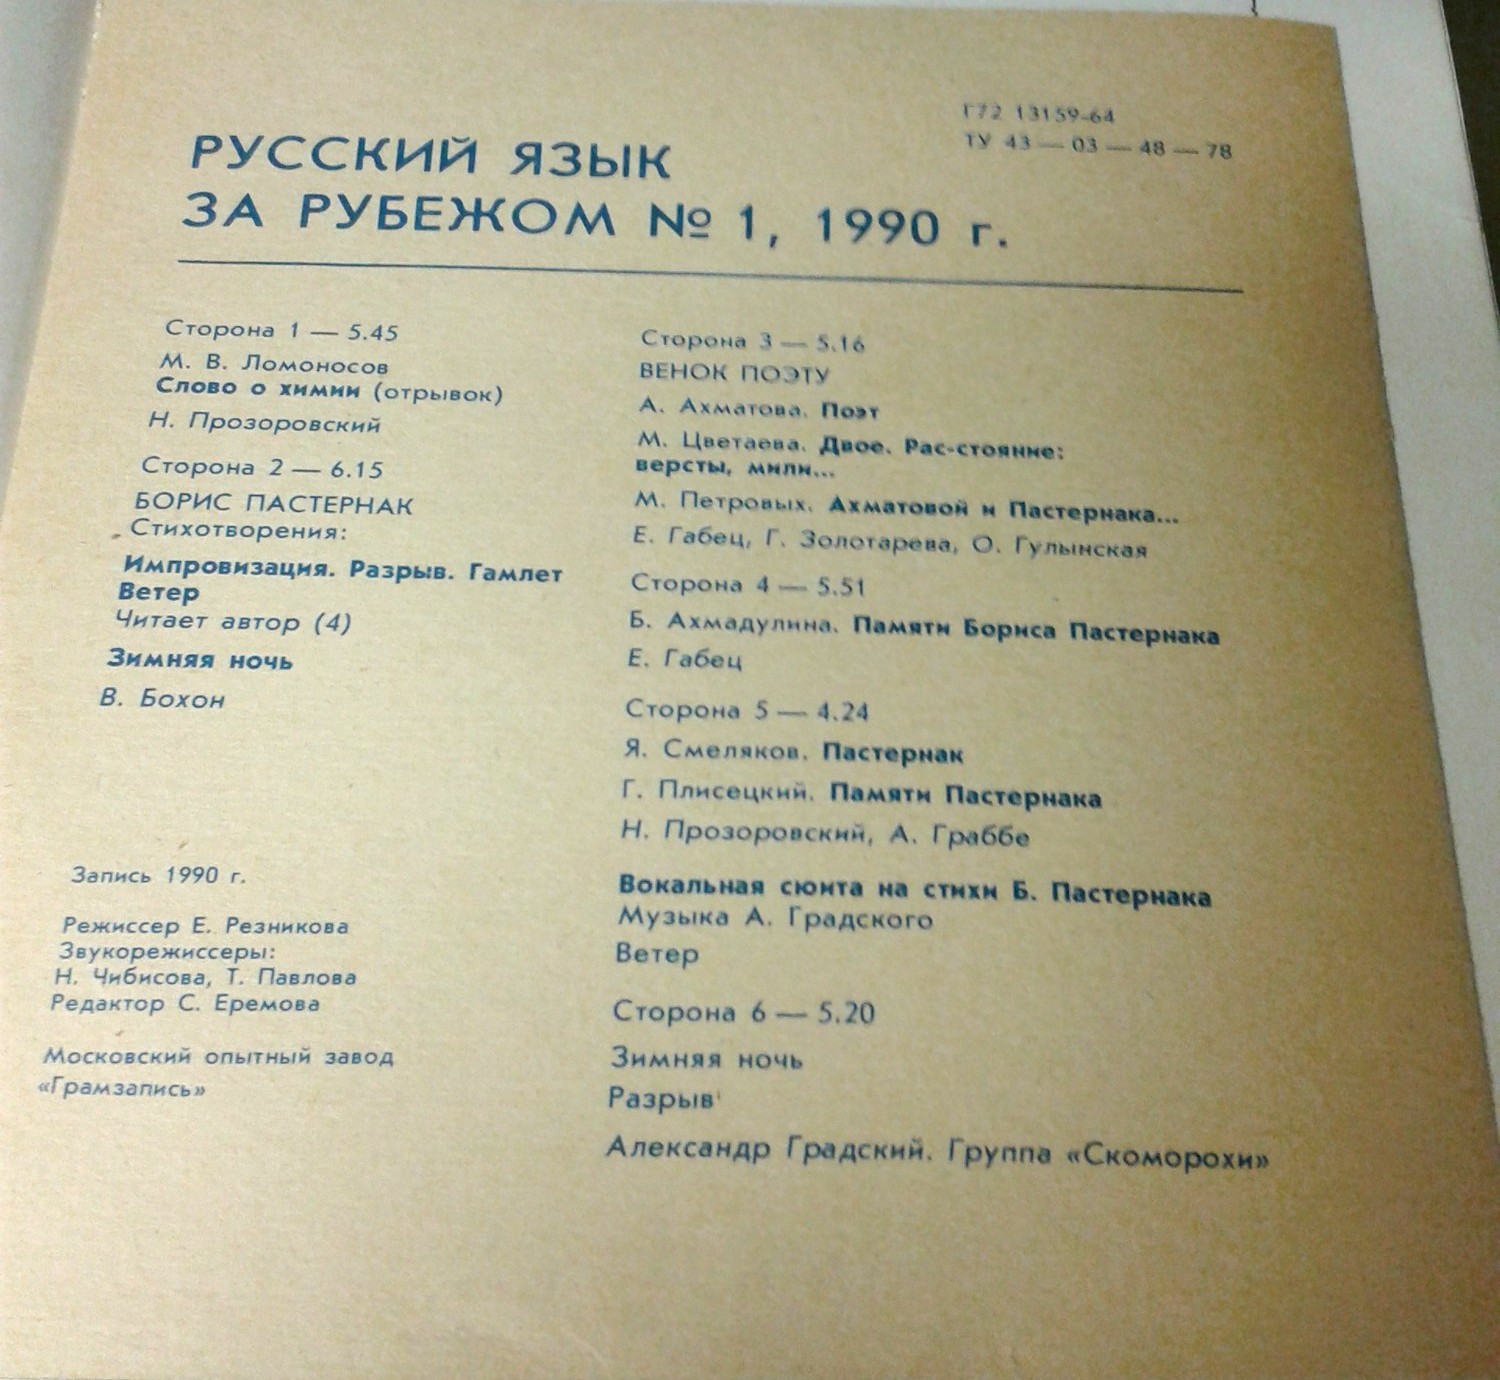 Г72 13159-64
ТУ 43 — 03 — 48 — 78
РУССКИЙ ЯЗЫК
ЗА РУБЕЖОМ № 1, 1990 г.
Сторона 1 — 5.45
М. В. Ломоносов
Слово о химии (отрывок)
Н. Прозоровский
Сторона 2 — 6.15
БОРИС ПАСТЕРНАК
Стихотворения:
Импровизация. Разрыв. Гамлет
Ветер
Читает автор (4)
Зимняя ночь
В. Бохон
Запись 1990 г.
Режиссер Е. Резникова
Звукорежиссеры:
Н. Чибисова, Т. Павлова
Редактор С. Еремова
Московский опытный завод
«Грамзапись»
Сторона 3 — 5.16
ВЕНОК ПОЭТУ
А. Ахматова. Поэт
М. Цветаева. Двое. Рас-стояние:
версты, мили...
М. Петровых. Ахматовой и Пастернака...
Е. Габец, Г. Золотарева, О. Гулынская
Сторона 4 — 5.51
Б. Ахмадулина. Памяти Бориса Пастернака
Е. Габец
Сторона 5 — 4.24
Я. Смеляков. Пастернак
Г. Плисецкий. Памяти Пастернака
Н. Прозоровский, А. Граббе
Вокальная сюита на стихи Б. Пастернака
Музыка А. Градского
Ветер
Сторона 6 — 5.20
Зимняя ночь
Разрыв
Александр Градский. Группа «Скоморохи»